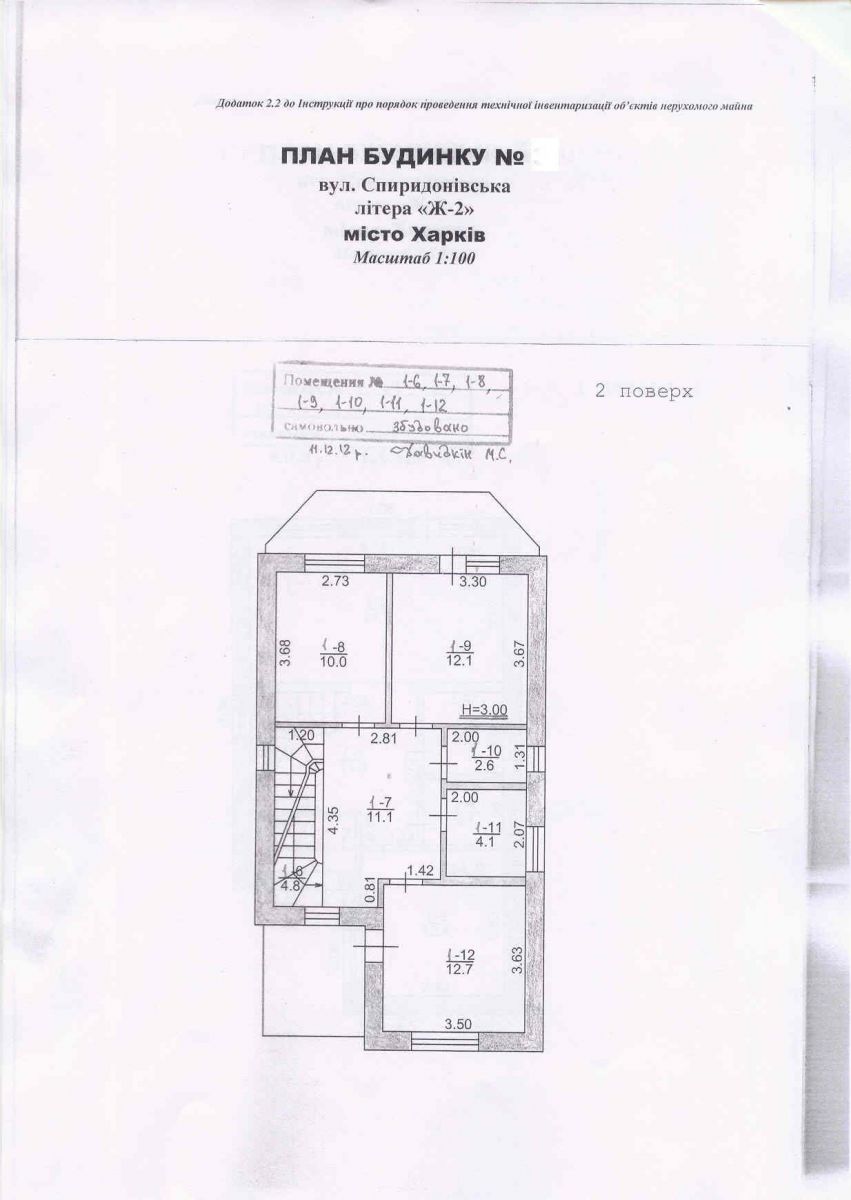 Додаток 2.2 до Інструкції про порядок проведення технічної інвентаризації об'єктів нерухомого майна
ПЛАН БУДИНКУ №
вул. Спиридонівська
літера «Ж-2»
місто Харків
Масштаб 1:100
Помещения № 1-6, 1-7, 1-8,
1-9, 1-10, 1-11, 1-12
самовольно збудовано
11.12.12 р. Давидкін М.С.
2 поверх
2.73
3.30
3.68
1-8
10.0
1-9
12.1
3.67
H=3.00
1.20
2.81
2.00
1-10
2.6
1.31
2.00
1-7
11.1
4.35
1-11
4.1
2.07
1-6
4.8
1.42
0.81
1-12
12.7
3.63
3.50